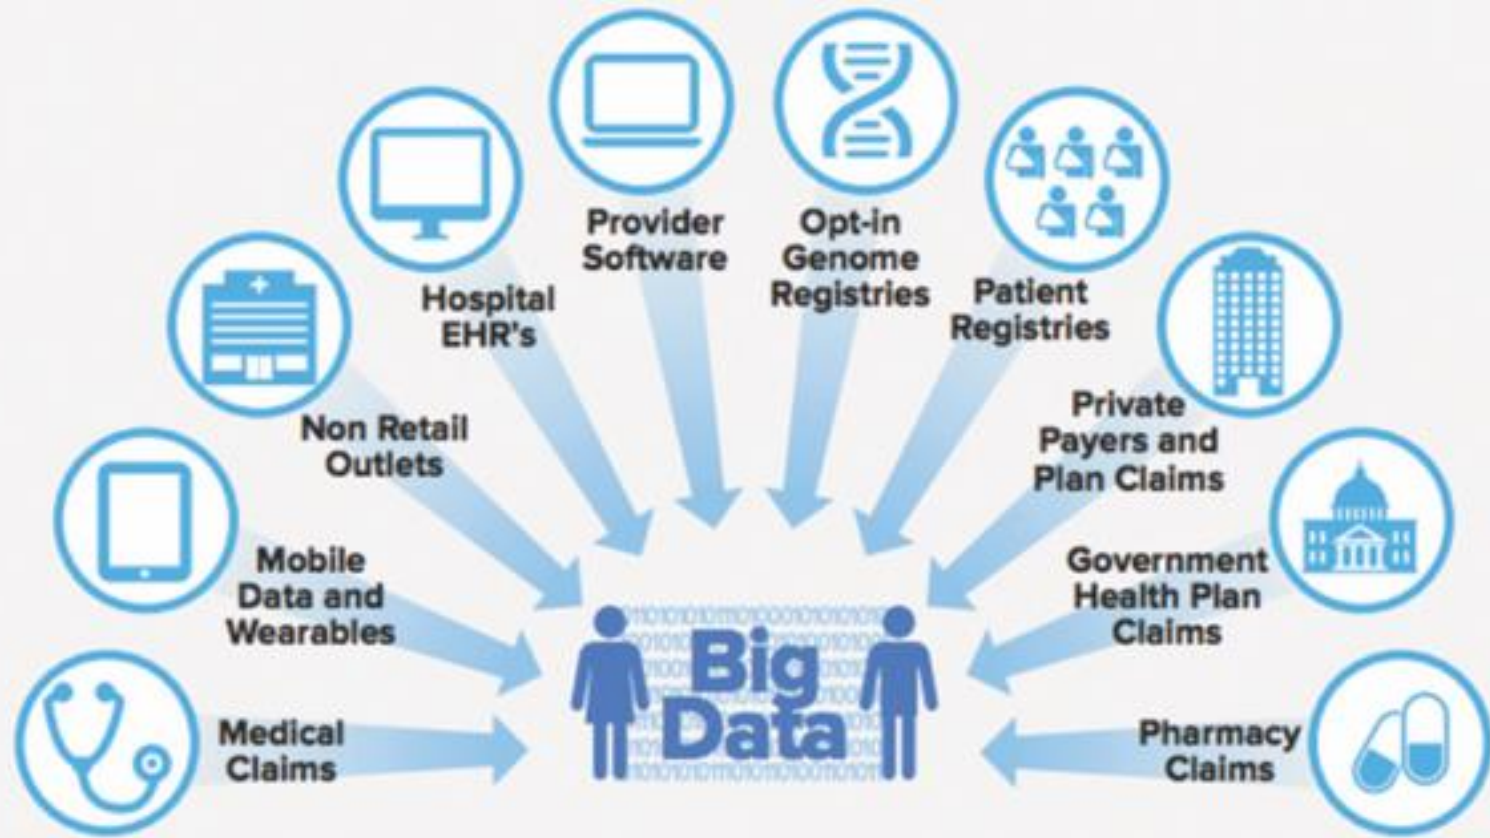 Provider
Software
Opt-in
Genome
Registries
Hospital
EHR's
Patient
Registries
Non Retail
Outlets
Private
Payers and
Plan Claims
Mobile
Data and
Wearables
Government
Health Plan
Claims
Medical
Claims
Big
Data
Pharmacy
Claims